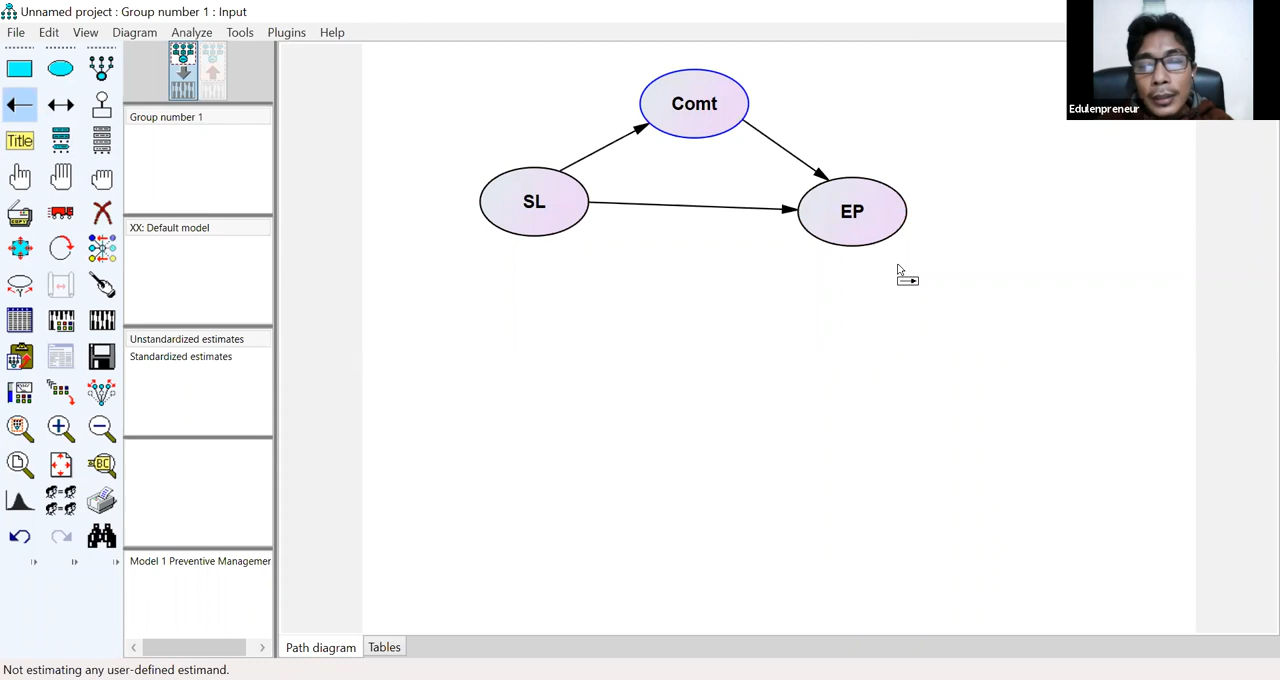 Unnamed project : Group number 1 : Input
File Edit View Diagram Analyze Tools Plugins Help
Edulenpreneur
Title
COPY
ABC
Group number 1
XX: Default model
Unstandardized estimates
Standardized estimates
Model 1 Preventive Managemer
Comt
SL
EP
Path diagram Tables
Not estimating any user-defined estimand.